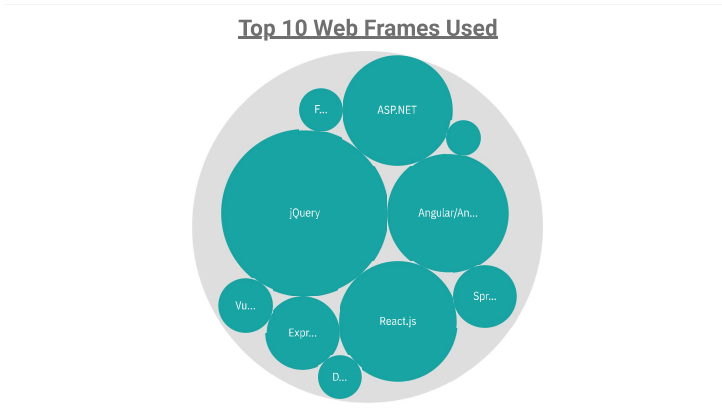 Top 10 Web Frames Used
F...
ASP.NET
jQuery
Angular/An...
Vu...
Expr...
React.js
Spr...
D...